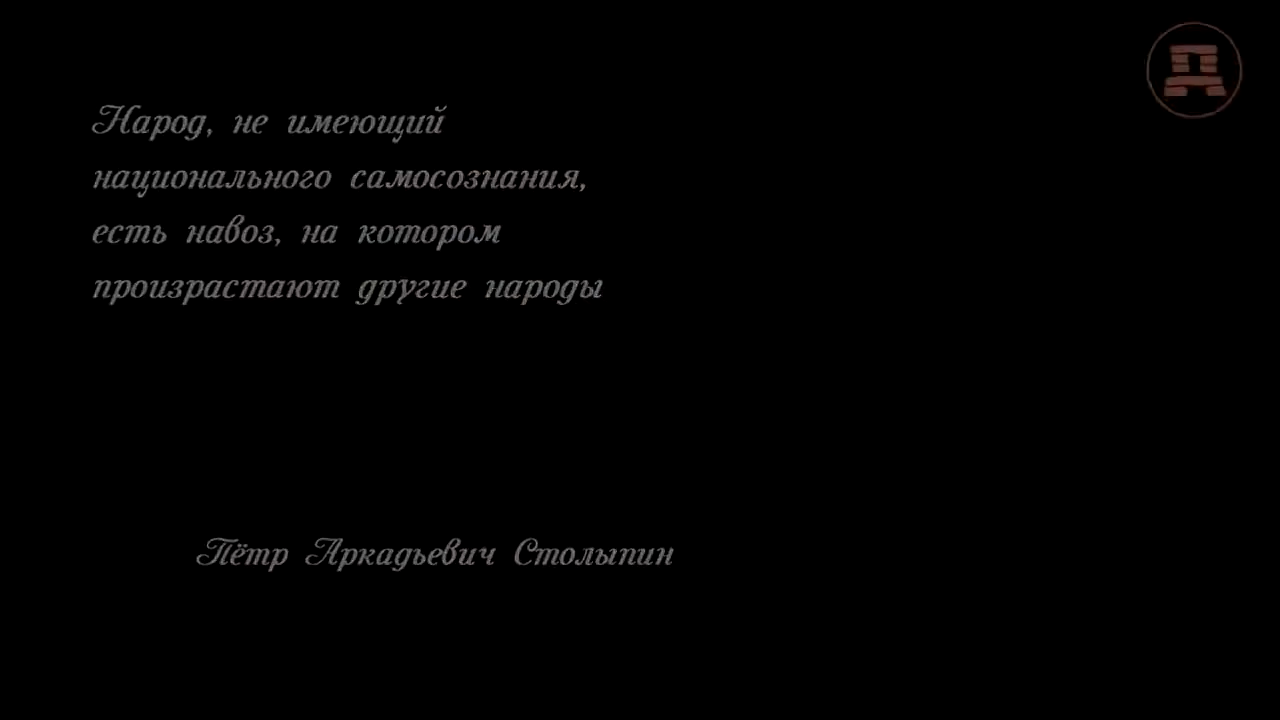 Народ, не имеющий
национального самосознания,
есть навоз, на котором
произрастают другие народы
Пётр Аркадьевич Столыпин